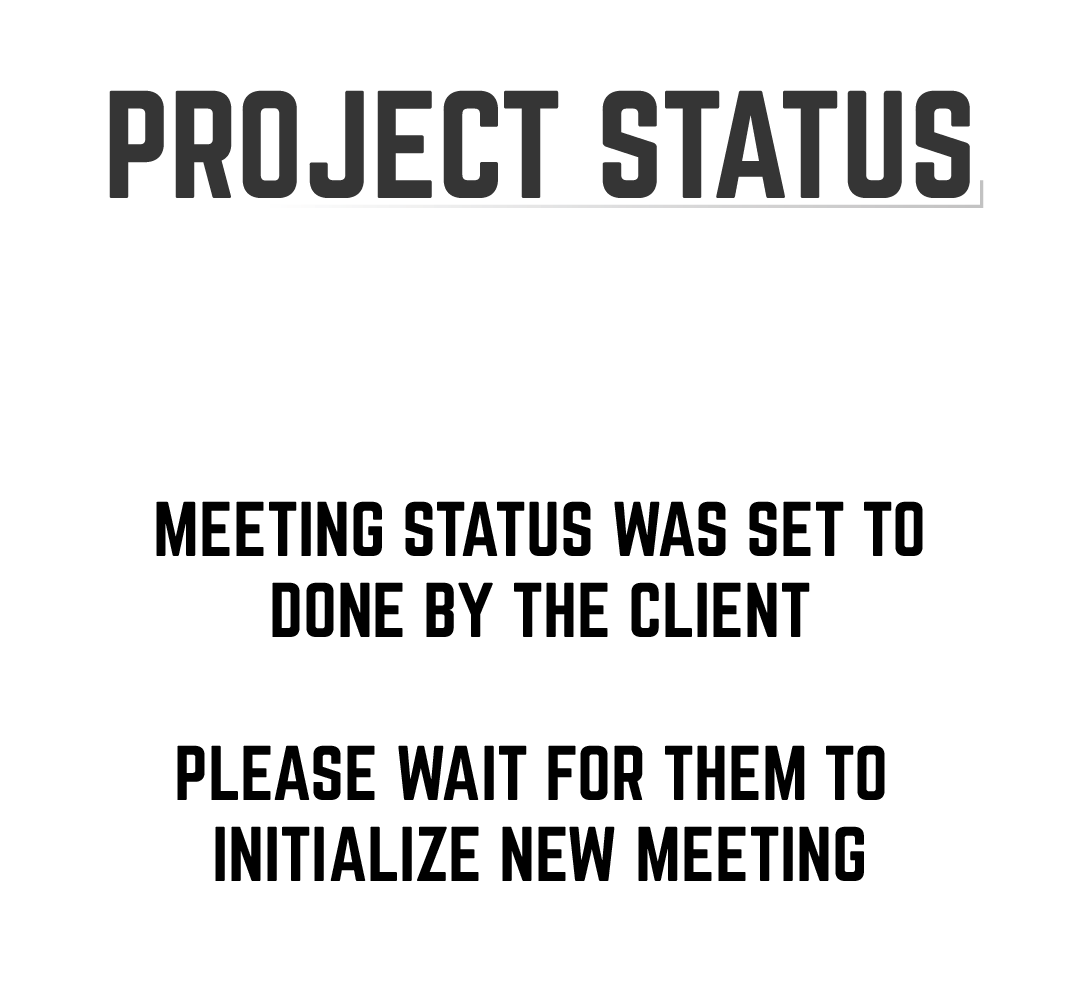 PROJECT STATUS
MEETING STATUS WAS SET TO
DONE BY THE CLIENT
PLEASE WAIT FOR THEM TO
INITIALIZE NEW MEETING